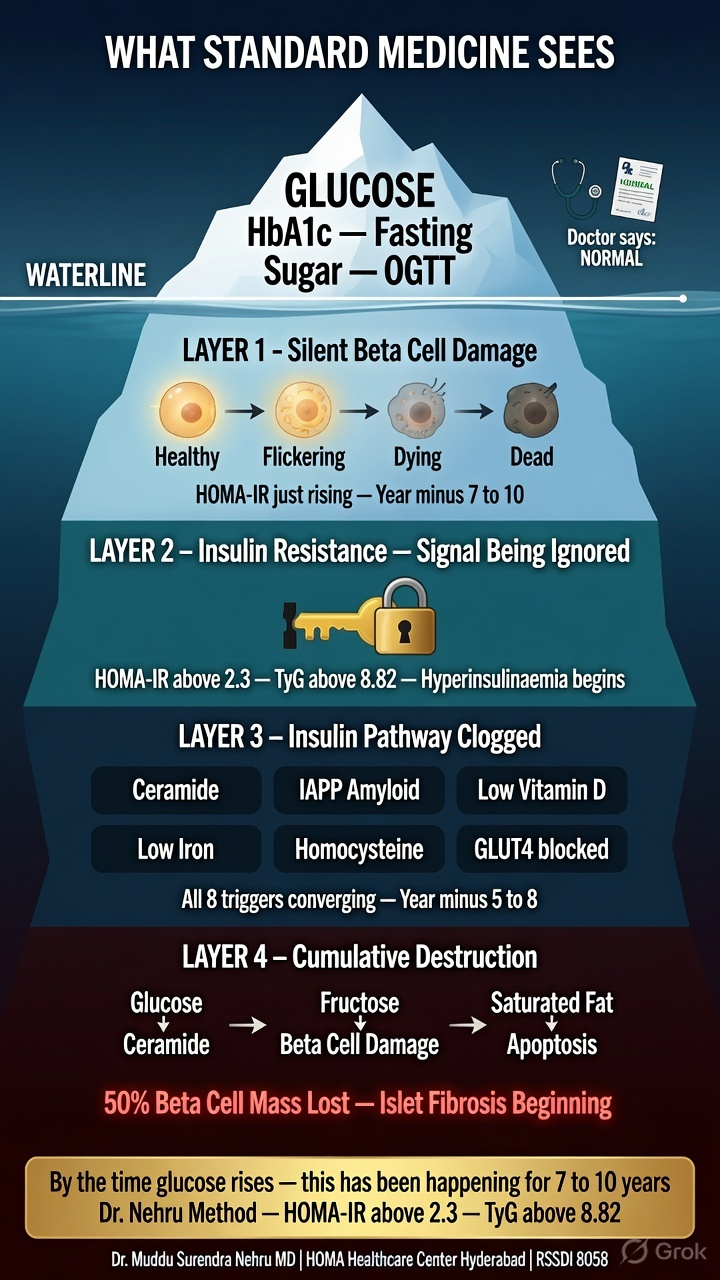 WHAT STANDARD MEDICINE SEES
GLUCOSE
HbA1c — Fasting
Sugar — OGTT
Doctor says:
NORMAL
WATERLINE
LAYER 1 - Silent Beta Cell Damage
Healthy
Flickering
Dying
Dead
HOMA-IR just rising — Year minus 7 to 10
LAYER 2 – Insulin Resistance — Signal Being Ignored
HOMA-IR above 2.3 — TyG above 8.82 — Hyperinsulinaemia begins
LAYER 3 – Insulin Pathway Clogged
Ceramide
IAPP Amyloid
Low Vitamin D
Low Iron
Homocysteine
GLUT4 blocked
All 8 triggers converging — Year minus 5 to 8
LAYER 4 – Cumulative Destruction
Glucose
Fructose
Saturated Fat
Ceramide
Beta Cell Damage
Apoptosis
50% Beta Cell Mass Lost — Islet Fibrosis Beginning
By the time glucose rises — this has been happening for 7 to 10 years
Dr. Nehru Method — HOMA-IR above 2.3 — TyG above 8.82
Dr. Muddu Surendra Nehru MD | HOMA Healthcare Center Hyderabad | RSSDI 8058
Grok